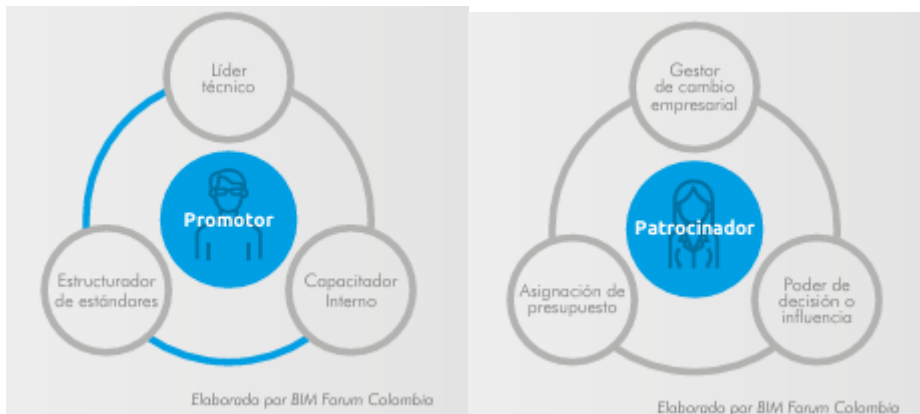 Líder
técnico
Promotor
Estructurador
de estándares
Capacitador
Interno
Elaborado por BIM Forum Colombia
Gestor
de cambio
empresarial
Patrocinador
Asignación de
presupuesto
Poder de
decisión o
influencia
Elaborado por BIM Forum Colombia